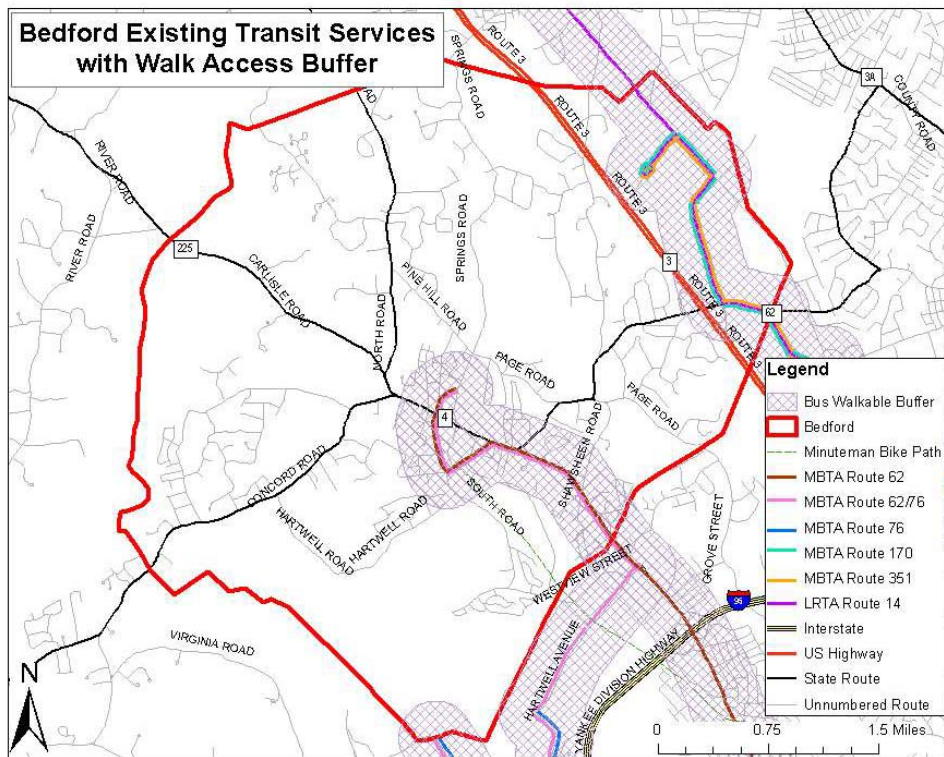 Bedford Existing Transit Services
with Walk Access Buffer
ROUTE 3
SPRINGS ROAD
ROUTE 3
3A
COUNTY ROAD
RIVER ROAD
ROUTE 3
RIVER ROAD
225
SPRINGS ROAD
CARLISLE ROAD
PINE HILL ROAD
3
NORTH ROAD
ROUTE 3
62
ROUTE 3
PAGE ROAD
PAGE ROAD
4
SHAWSHEEN ROAD
CONCORD ROAD
SOUTH ROAD
HARTWELL ROAD
HARTWELL ROAD
GROVE STREET
WESTVIEW STREET
95
VIRGINIA ROAD
HARTWELL AVENUE
YANKEE DIVISION HIGHWAY
N
Legend
Bus Walkable Buffer
Bedford
Minuteman Bike Path
MBTA Route 62
MBTA Route 62/76
MBTA Route 76
MBTA Route 170
MBTA Route 351
LRTA Route 14
Interstate
US Highway
State Route
Unnumbered Route
0 0.75 1.5 Miles